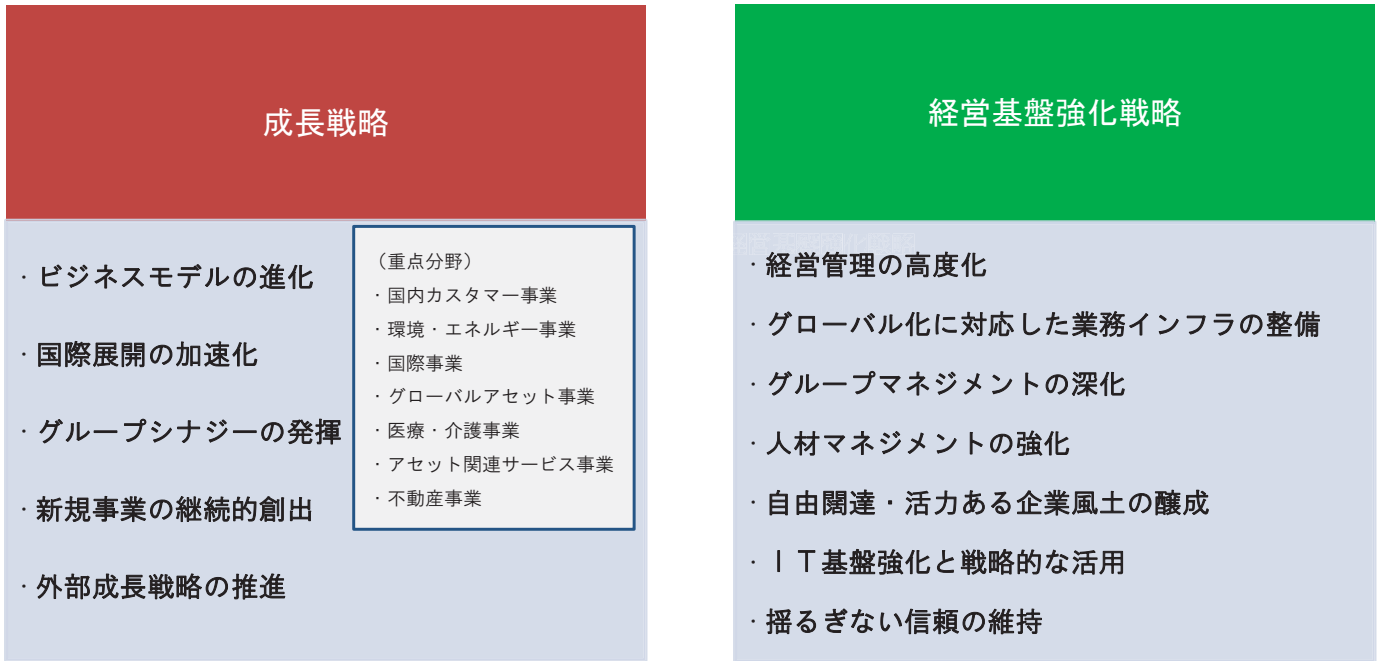 成長戦略
・ビジネスモデルの進化
・国際展開の加速化
・グループシナジーの発揮
・新規事業の継続的創出
・外部成長戦略の推進
（重点分野）
・国内カスタマー事業
・環境・エネルギー事業
・国際事業
・グローバルアセット事業
・医療・介護事業
・アセット関連サービス事業
・不動産事業
経営基盤強化戦略
・経営管理の高度化
・グローバル化に対応した業務インフラの整備
・グループマネジメントの深化
・人材マネジメントの強化
・自由闊達・活力ある企業風土の醸成
・ＩＴ基盤強化と戦略的な活用
・揺るぎない信頼の維持